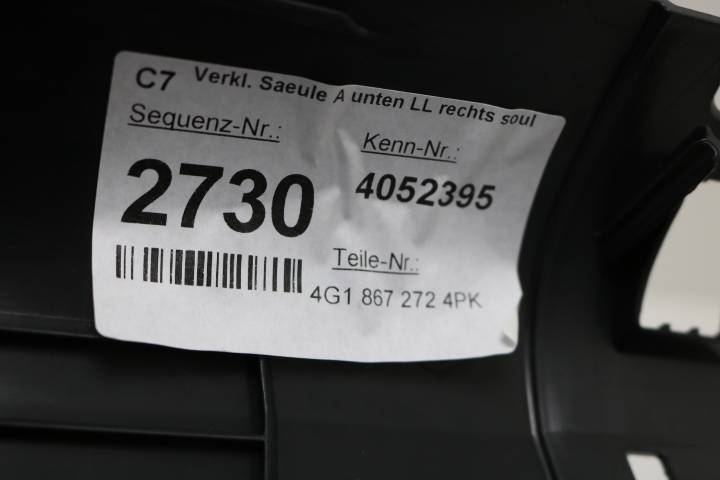 C7 Verkl. Saeule A unten LL rechts soul
Sequenz-Nr.:
Kenn-Nr.:
2730
4052395
Teile-Nr.:
4G1 867 272 4PK